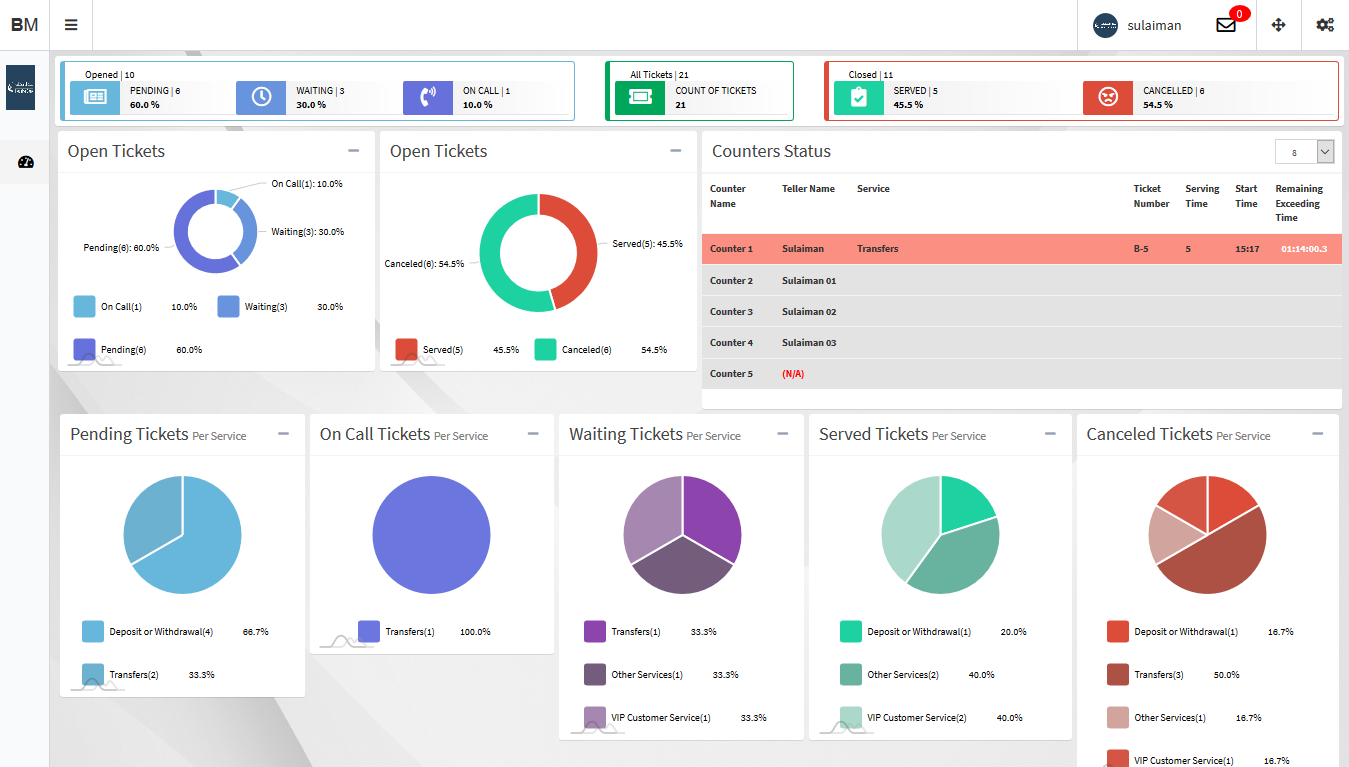 BM
sulaiman
0
Opened | 10
PENDING | 6
60.0 %
WAITING | 3
30.0 %
ON CALL | 1
10.0 %
All Tickets | 21
COUNT OF TICKETS
21
Closed | 11
SERVED | 5
45.5 %
CANCELLED | 6
54.5 %
Open Tickets
On Call(1): 10.0%
Waiting(3): 30.0%
Pending(6): 60.0%
On Call(1) 10.0% Waiting(3) 30.0%
Pending(6) 60.0%
Open Tickets
Served(5): 45.5%
Canceled(6): 54.5%
Served(5) 45.5% Canceled(6) 54.5%
Counters Status
8
Counter Name Teller Name Service Ticket Number Serving Time Start Time Remaining Exceeding Time
Counter 1 Sulaiman Transfers B-5 5 15:17 01:14:00.3
Counter 2 Sulaiman 01
Counter 3 Sulaiman 02
Counter 4 Sulaiman 03
Counter 5 (N/A)
Pending Tickets Per Service
Deposit or Withdrawal(4) 66.7%
Transfers(2) 33.3%
On Call Tickets Per Service
Transfers(1) 100.0%
Waiting Tickets Per Service
Transfers(1) 33.3%
Other Services(1) 33.3%
VIP Customer Service(1) 33.3%
Served Tickets Per Service
Deposit or Withdrawal(1) 20.0%
Other Services(2) 40.0%
VIP Customer Service(2) 40.0%
Canceled Tickets Per Service
Deposit or Withdrawal(1) 16.7%
Transfers(3) 50.0%
Other Services(1) 16.7%
VIP Customer Service(1) 16.7%